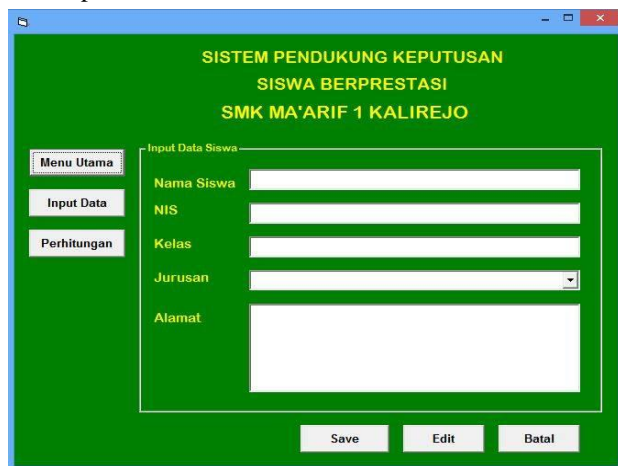 SISTEM PENDUKUNG KEPUTUSAN
SISWA BERPRESTASI
SMK MA'ARIF 1 KALIREJO
Menu Utama
Input Data
Perhitungan
Input Data Siswa
Nama Siswa
NIS
Kelas
Jurusan
Alamat
Save
Edit
Batal